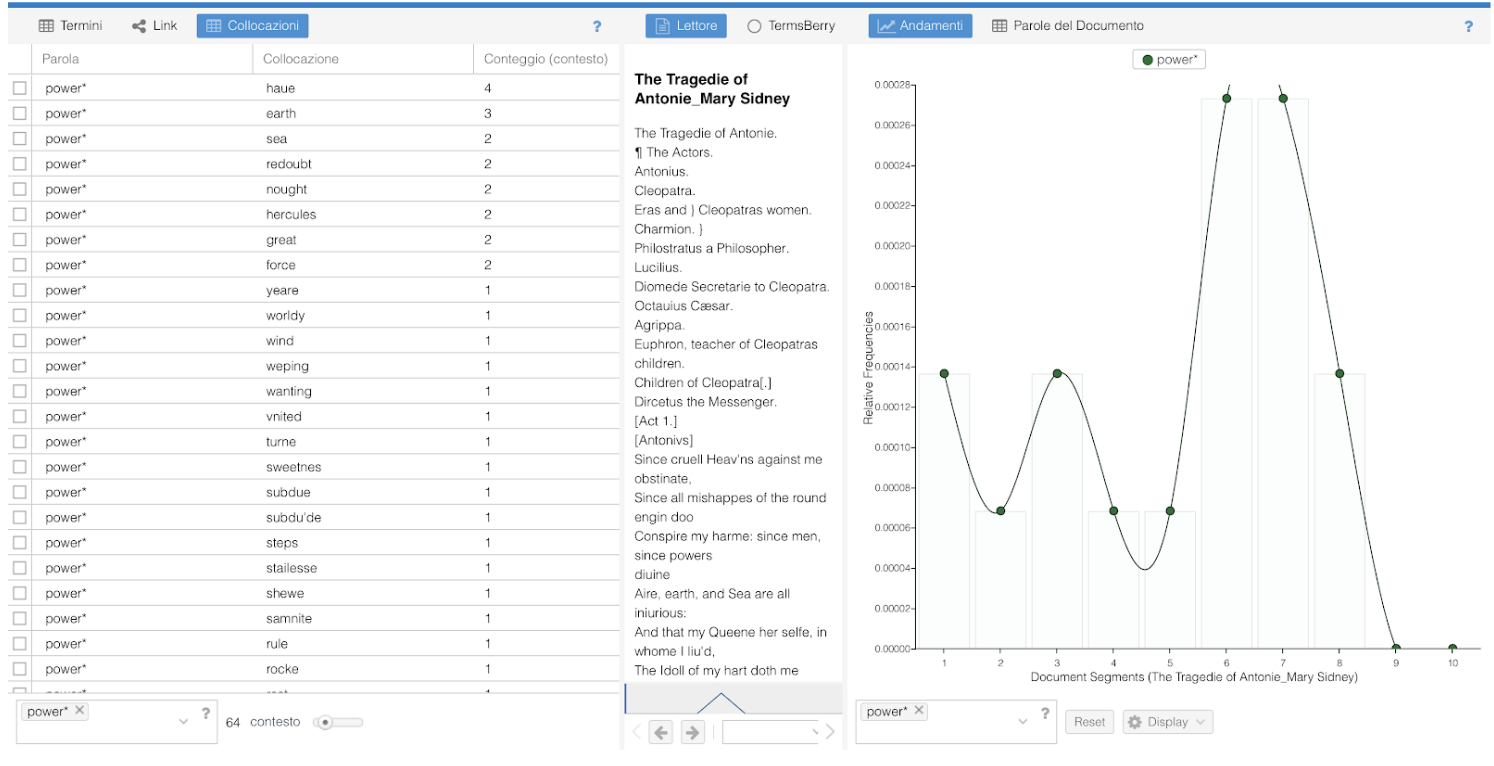 Termini Link Collocazioni ?
Parola Collocazione Conteggio (contesto)
power* haue 4
power* earth 3
power* sea 2
power* redoubt 2
power* nought 2
power* hercules 2
power* great 2
power* force 2
power* yeare 1
power* worldy 1
power* wind 1
power* weping 1
power* wanting 1
power* vnited 1
power* turne 1
power* sweetnes 1
power* subdue 1
power* subdu'de 1
power* steps 1
power* stailesse 1
power* shewe 1
power* samnite 1
power* rule 1
power* rocke 1
power* ?
64 contesto
Lettore TermsBerry
The Tragedie of
Antonie_Mary Sidney
The Tragedie of Antonie.
¶ The Actors.
Antonius.
Cleopatra.
Eras and } Cleopatras women.
Charmion. }
Philostratus a Philosopher.
Lucilius.
Diomede Secretarie to Cleopatra.
Octauius Cæsar.
Agrippa.
Euphron, teacher of Cleopatras
children.
Children of Cleopatra[.]
Dircetus the Messenger.
[Act 1.]
[Antonivs]
Since cruell Heav'ns against me
obstinate,
Since all mishappes of the round
engin doo
Conspire my harme: since men,
since powers
diuine
Aire, earth, and Sea are all
iniurious:
And that my Queene her selfe, in
whome I liu'd,
The Idoll of my hart doth me
Andamenti Parole del Documento ?
power*
0.00028
0.00026
0.00024
0.00022
0.00020
0.00018
0.00016
0.00014
0.00012
0.00010
0.00008
0.00006
0.00004
0.00002
0.00000
Relative Frequencies
1 2 3 4 5 6 7 8 9 10
Document Segments (The Tragedie of Antonie_Mary Sidney)
power* ?
Reset Display